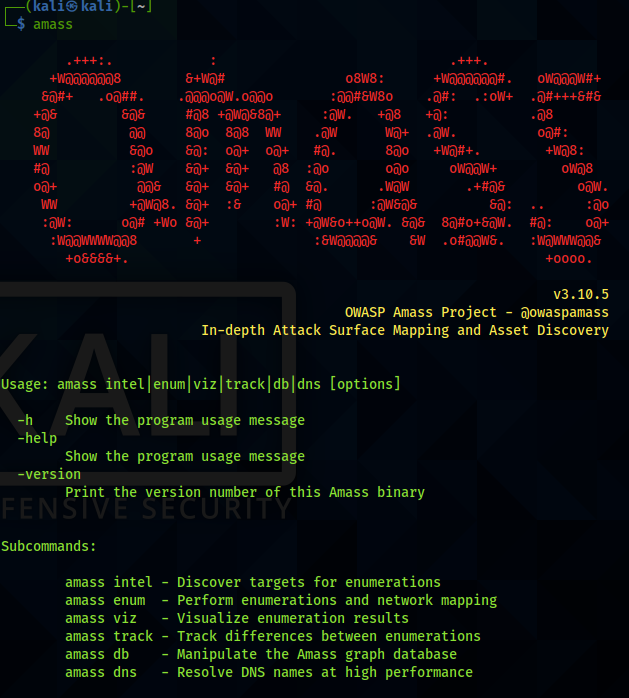 ┌──(kali㉿kali)-[~]
└─$ amass
        .+++:.            :                             .+++.
      +W@@@@@@8        &+W@#               o8W8:     +W@@@@@@#.   oW@@@W#+
     &@#+   .o@##.    .@@@o@W.o@@o       :@@#&W8o    .@#:  .:oW+  .@#+++&#&
    +@&        &@&     #@8 +@W@&8@+     :@W.   +@8   +@:          .@8
    8@          @@     8@o  8@8  WW    .@W      W@+  .@W.          o@#:
    WW          &@o    &@:  o@+  o@+   #@.      8@o   +W@#+.        +W@8:
    #@          :@W    &@+  &@+   @8  :@o       o@o     oW@@W+        oW@8
    o@+          @@&   &@+  &@+   #@  &@.      .W@W       .+#@&         o@W.
     WW         +@W@8. &@+  :&    o@+ #@      :@W&@&         &@:  ..     :@o
     :@W:      o@# +Wo &@+        :W: +@W&o++o@W. &@&  8@#o+&@W.  #@:    o@+
      :W@@WWWW@@8       +              :&W@@@@&    &W  .o#@@W&.   :W@WWW@@&
        +o&&&&+.                                                    +oooo.
v3.10.5
OWASP Amass Project - @owaspamass
In-depth Attack Surface Mapping and Asset Discovery
Usage: amass intel|enum|viz|track|db|dns [options]
-h    Show the program usage message
-help
Show the program usage message
-version
Print the version number of this Amass binary
KALI
FFENSIVE SECURITY
Subcommands:
amass intel - Discover targets for enumerations
amass enum  - Perform enumerations and network mapping
amass viz   - Visualize enumeration results
amass track - Track differences between enumerations
amass db    - Manipulate the Amass graph database
amass dns   - Resolve DNS names at high performance